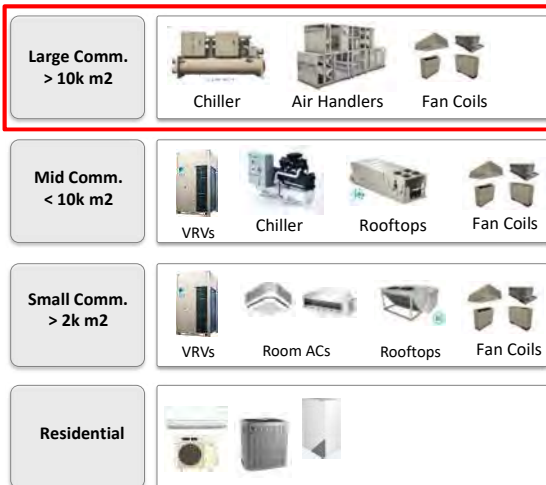 Large Comm.
> 10k m2
Chiller
Air Handlers
Fan Coils
Mid Comm.
< 10k m2
VRVs
Chiller
Rooftops
Fan Coils
Small Comm.
> 2k m2
VRVs
Room ACs
Rooftops
Fan Coils
Residential